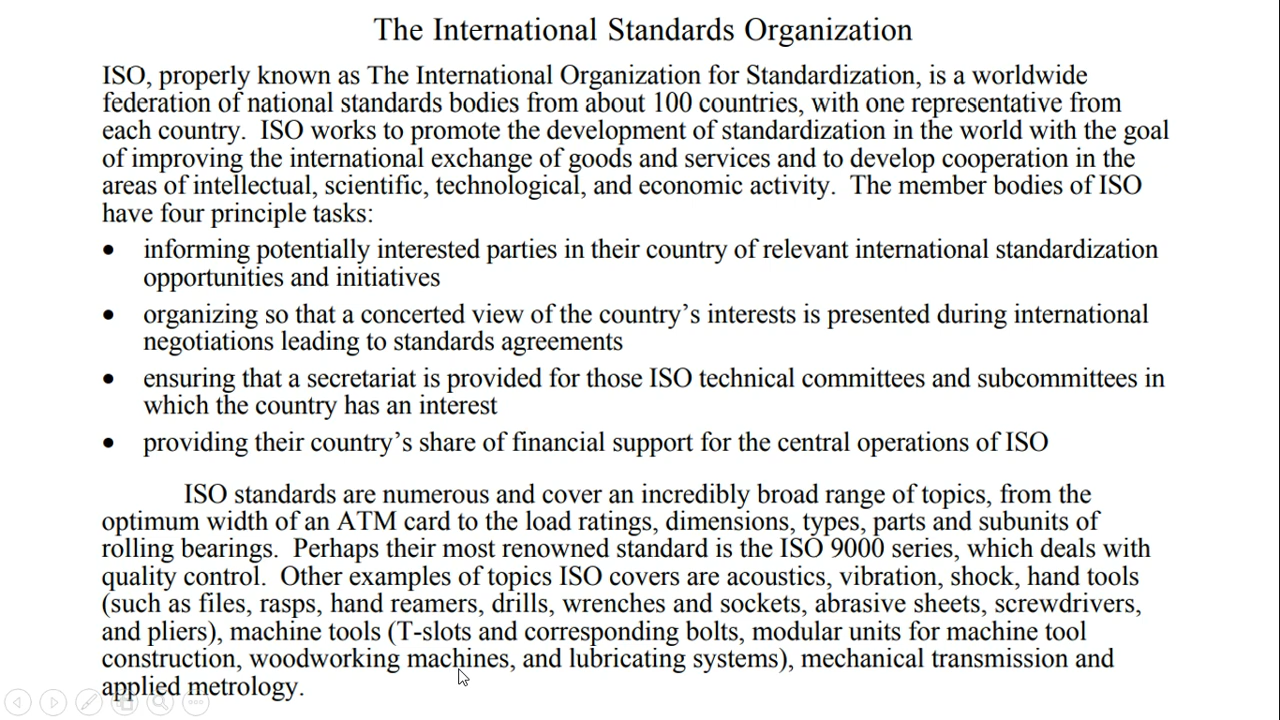 The International Standards Organization
ISO, properly known as The International Organization for Standardization, is a worldwide
federation of national standards bodies from about 100 countries, with one representative from
each country.  ISO works to promote the development of standardization in the world with the goal
of improving the international exchange of goods and services and to develop cooperation in the
areas of intellectual, scientific, technological, and economic activity.  The member bodies of ISO
have four principle tasks:
• informing potentially interested parties in their country of relevant international standardization
opportunities and initiatives
• organizing so that a concerted view of the country’s interests is presented during international
negotiations leading to standards agreements
• ensuring that a secretariat is provided for those ISO technical committees and subcommittees in
which the country has an interest
• providing their country’s share of financial support for the central operations of ISO
ISO standards are numerous and cover an incredibly broad range of topics, from the
optimum width of an ATM card to the load ratings, dimensions, types, parts and subunits of
rolling bearings.  Perhaps their most renowned standard is the ISO 9000 series, which deals with
quality control.  Other examples of topics ISO covers are acoustics, vibration, shock, hand tools
(such as files, rasps, hand reamers, drills, wrenches and sockets, abrasive sheets, screwdrivers,
and pliers), machine tools (T-slots and corresponding bolts, modular units for machine tool
construction, woodworking machines, and lubricating systems), mechanical transmission and
applied metrology.